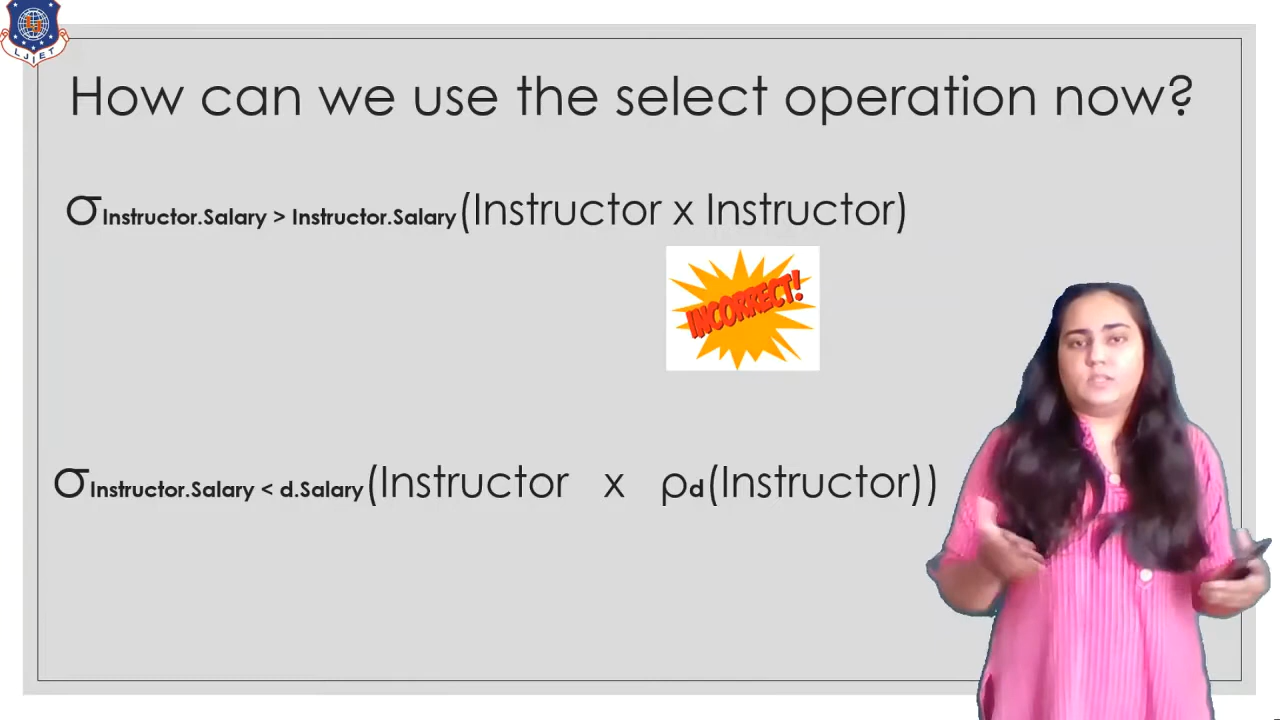 LJIET
How can we use the select operation now?
σInstructor.Salary > Instructor.Salary(Instructor x Instructor)
INCORRECT!
σInstructor.Salary < d.Salary(Instructor x ρd(Instructor))